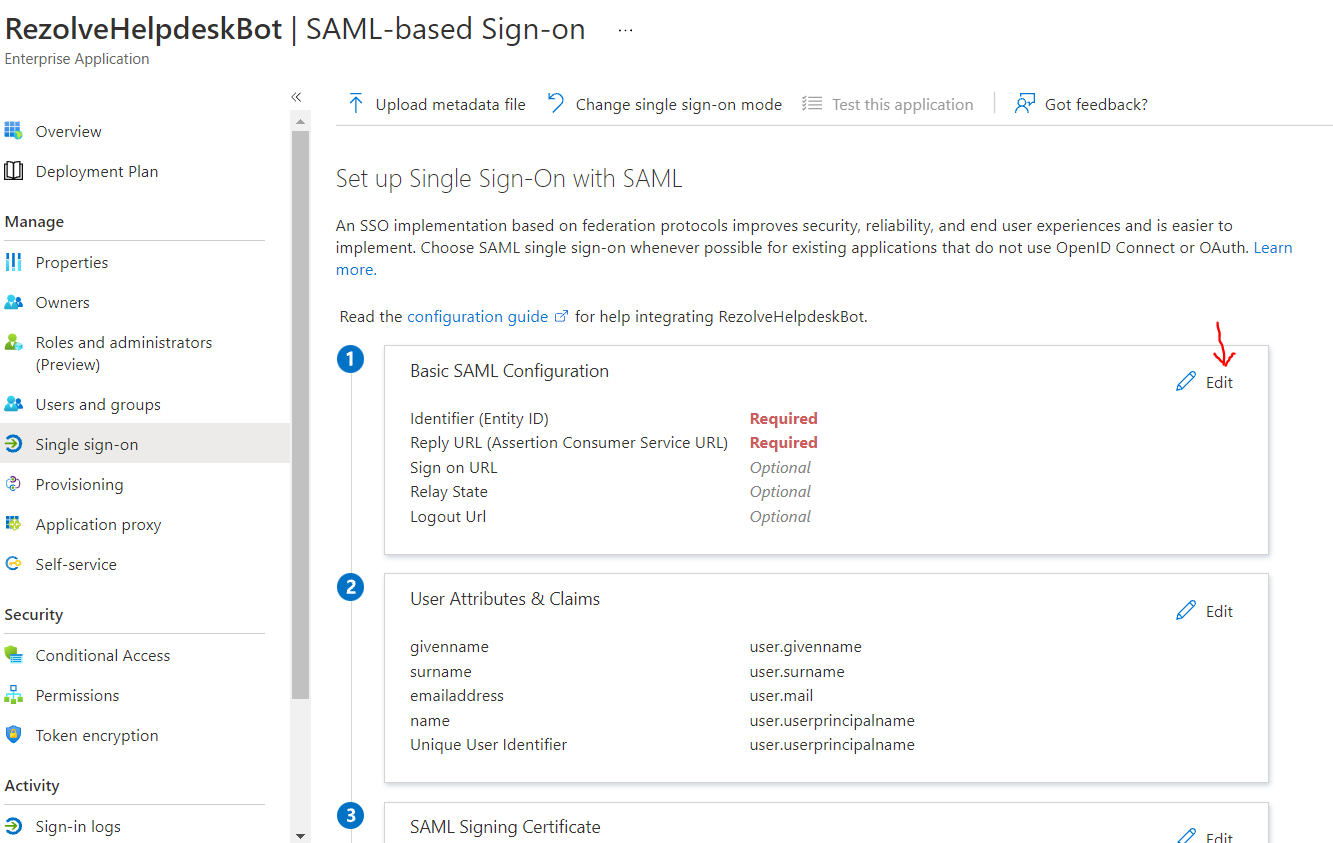 RezolveHelpdeskBot | SAML-based Sign-on ...
Enterprise Application
«
Overview
Deployment Plan
Manage
Properties
Owners
Roles and administrators
(Preview)
Users and groups
Single sign-on
Provisioning
Application proxy
Self-service
Security
Conditional Access
Permissions
Token encryption
Activity
Sign-in logs
Upload metadata file Change single sign-on mode Test this application Got feedback?
Set up Single Sign-On with SAML
An SSO implementation based on federation protocols improves security, reliability, and end user experiences and is easier to
implement. Choose SAML single sign-on whenever possible for existing applications that do not use OpenID Connect or OAuth. Learn
more.
Read the configuration guide for help integrating RezolveHelpdeskBot.
1
Basic SAML Configuration
Edit
Identifier (Entity ID) Required
Reply URL (Assertion Consumer Service URL) Required
Sign on URL Optional
Relay State Optional
Logout Url Optional
2
User Attributes & Claims
Edit
givenname user.givenname
surname user.surname
emailaddress user.mail
name user.userprincipalname
Unique User Identifier user.userprincipalname
3
SAML Signing Certificate
Edit